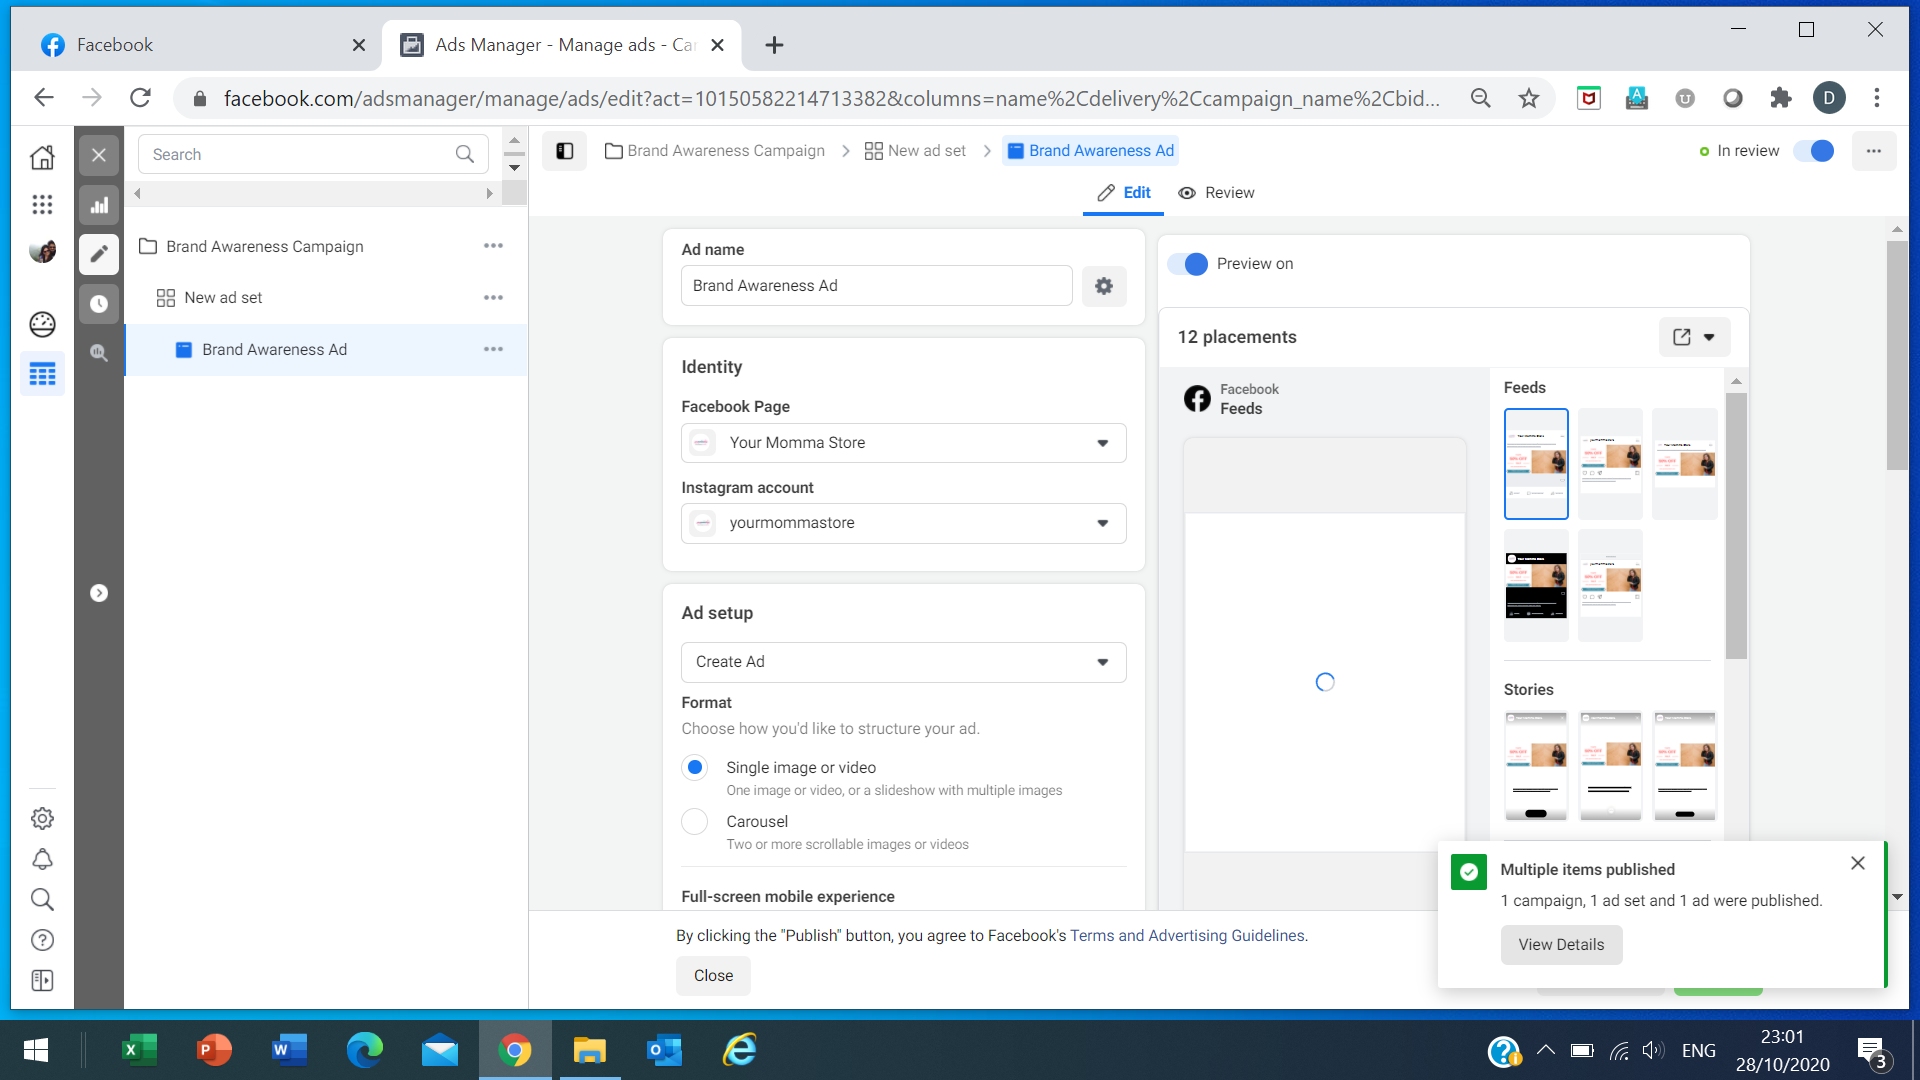 Facebook
Ads Manager - Manage ads - Ca
facebook.com/adsmanager/manage/ads/edit?act=10150582214713382&columns=name%2Cdelivery%2Ccampaign_name%2Cbid...
D
Search
Brand Awareness Campaign
New ad set
Brand Awareness Ad
In review
Edit
Review
Brand Awareness Campaign
New ad set
Brand Awareness Ad
Ad name
Brand Awareness Ad
Identity
Facebook Page
Your Momma Store
Instagram account
yourmommastore
Ad setup
Create Ad
Format
Choose how you'd like to structure your ad.
Single image or video
One image or video, or a slideshow with multiple images
Carousel
Two or more scrollable images or videos
Full-screen mobile experience
Preview on
12 placements
Facebook
Feeds
Feeds
Stories
By clicking the "Publish" button, you agree to Facebook's Terms and Advertising Guidelines.
Close
Multiple items published
1 campaign, 1 ad set and 1 ad were published.
View Details
ENG
23:01
28/10/2020
3